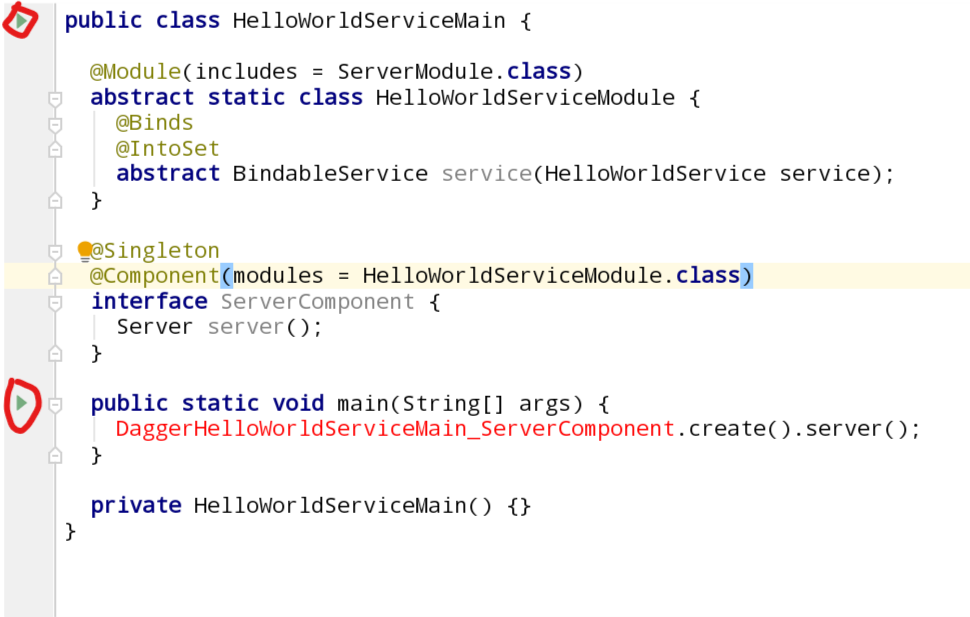 public class HelloWorldServiceMain {
@Module(includes = ServerModule.class)
abstract static class HelloWorldServiceModule {
@Binds
@IntoSet
abstract BindableService service(HelloWorldService service);
}
@Singleton
@Component(modules = HelloWorldServiceModule.class)
interface ServerComponent {
Server server();
}
public static void main(String[] args) {
DaggerHelloWorldServiceMain_ServerComponent.create().server();
}
private HelloWorldServiceMain() {}
}